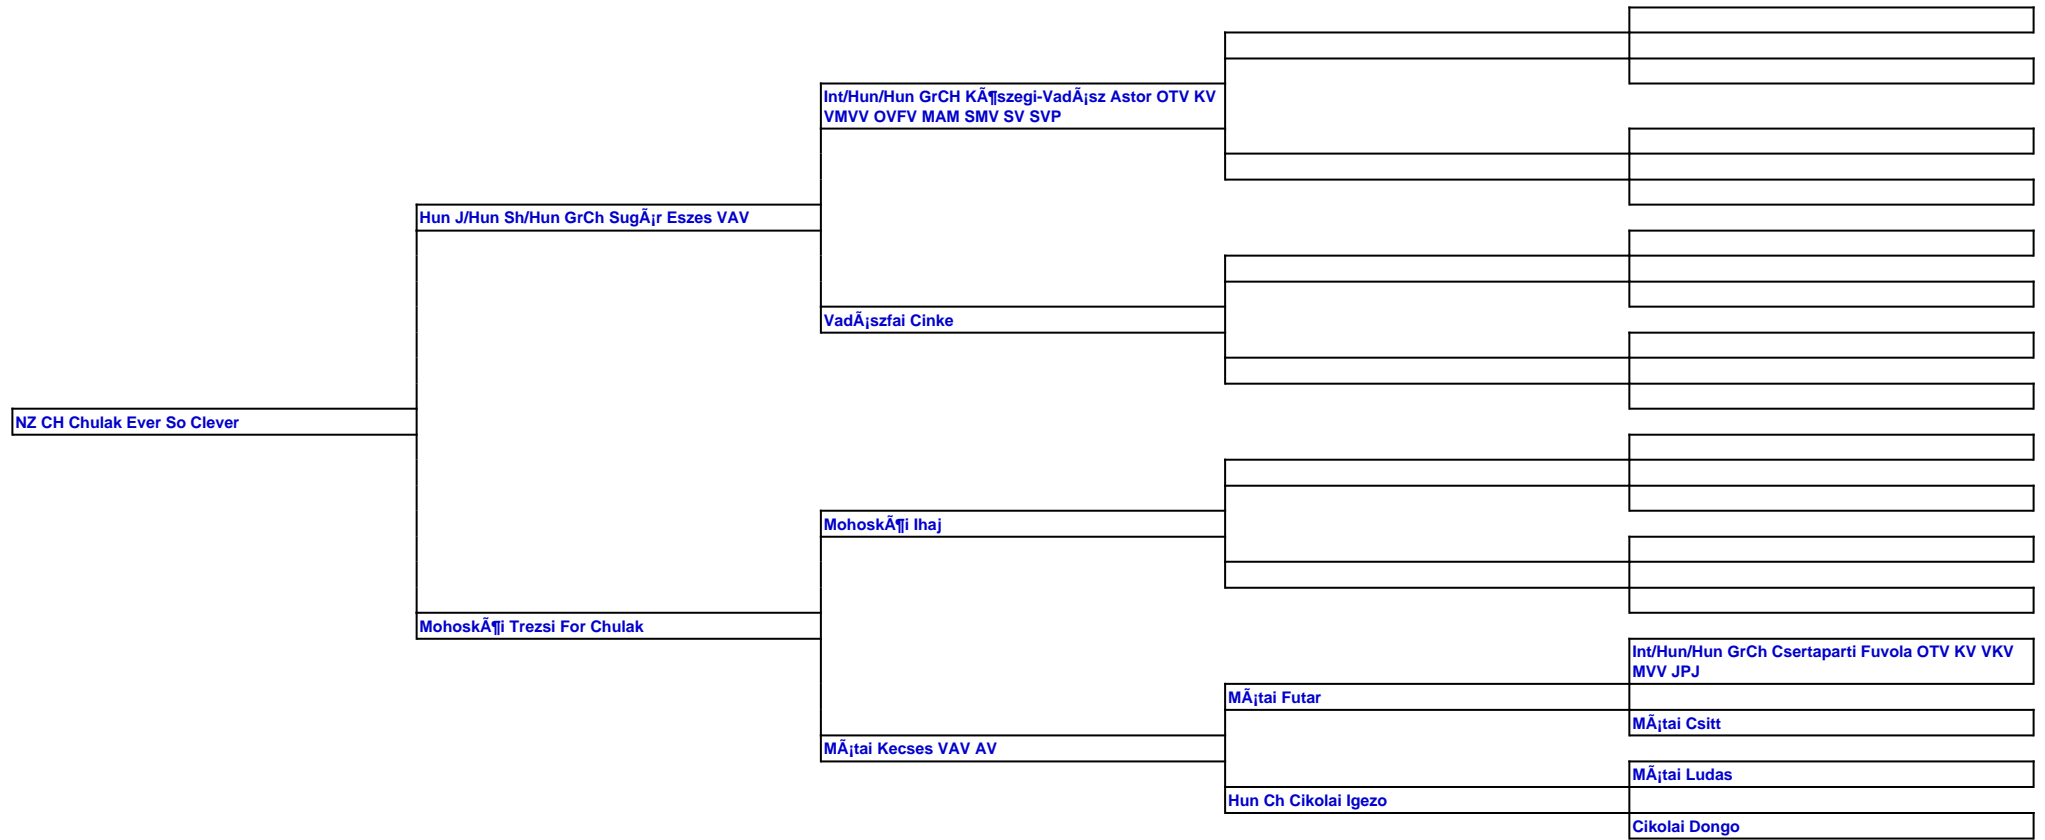 Int/Hun/Hun GrCH KÃ¶szegi-VadÃ¡sz Astor OTV KV
VMVV OVFV MAM SMV SV SVP
Hun J/Hun Sh/Hun GrCh SugÃ¡r Eszes VAV
VadÃ¡szfai Cinke
NZ CH Chulak Ever So Clever
MohoskÃ¶i Ihaj
MohoskÃ¶i Trezsi For Chulak
Int/Hun/Hun GrCh Csertaparti Fuvola OTV KV VKV
MVV JPJ
MÃ¡tai Futar
MÃ¡tai Csitt
MÃ¡tai Kecses VAV AV
MÃ¡tai Ludas
Hun Ch Cikolai Igezo
Cikolai Dongo